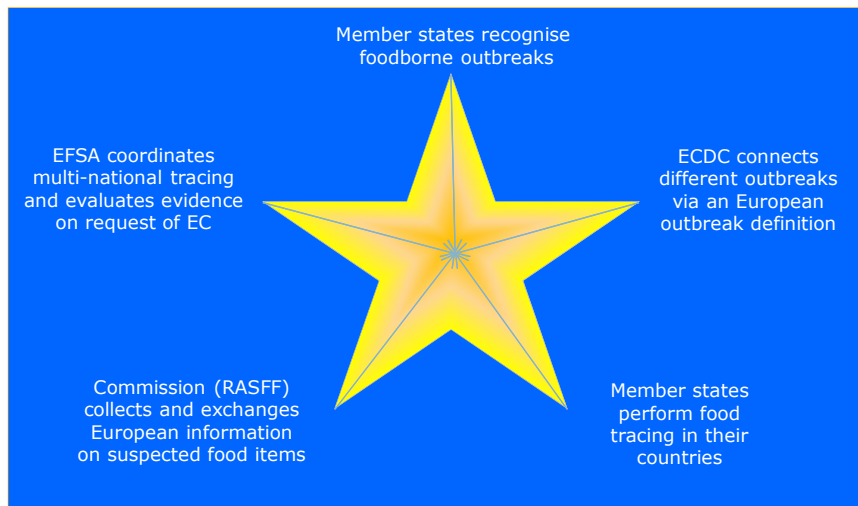 Member states recognise
foodborne outbreaks
EFSA coordinates
multi-national tracing
and evaluates evidence
on request of EC
ECDC connects
different outbreaks
via an European
outbreak definition
Commission (RASFF)
collects and exchanges
European information
on suspected food items
Member states
perform food
tracing in their
countries